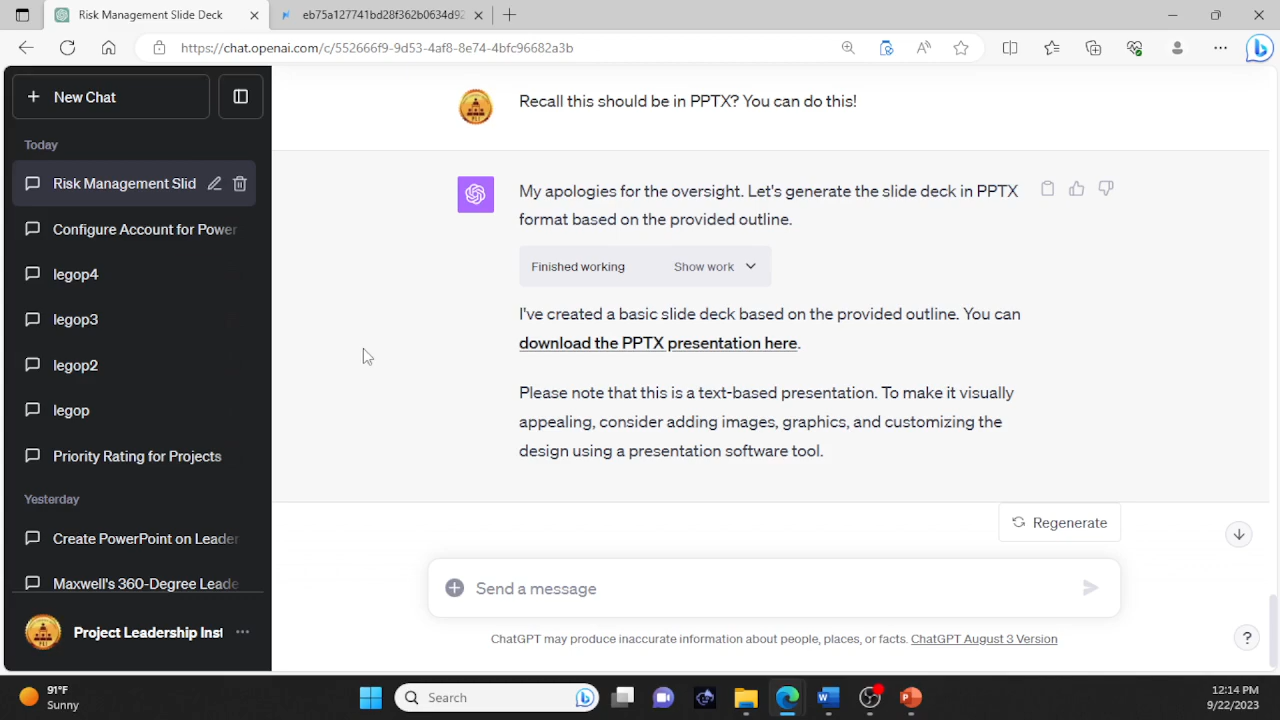 Risk Management Slide Deck
eb75a127741bd28f362b0634d92
https://chat.openai.com/c/552666f9-9d53-4af8-8e74-4bfc96682a3b
New Chat
Today
Risk Management Slid
Configure Account for Power
legop4
legop3
legop2
legop
Priority Rating for Projects
Yesterday
Create PowerPoint on Leader
Maxwell's 360-Degree Leade
Project Leadership Inst
Recall this should be in PPTX? You can do this!
My apologies for the oversight. Let's generate the slide deck in PPTX
format based on the provided outline.
Finished working Show work
I've created a basic slide deck based on the provided outline. You can
download the PPTX presentation here.
Please note that this is a text-based presentation. To make it visually
appealing, consider adding images, graphics, and customizing the
design using a presentation software tool.
Regenerate
Send a message
ChatGPT may produce inaccurate information about people, places, or facts. ChatGPT August 3 Version
?
91°F
Sunny
Search
12:14 PM
9/22/2023